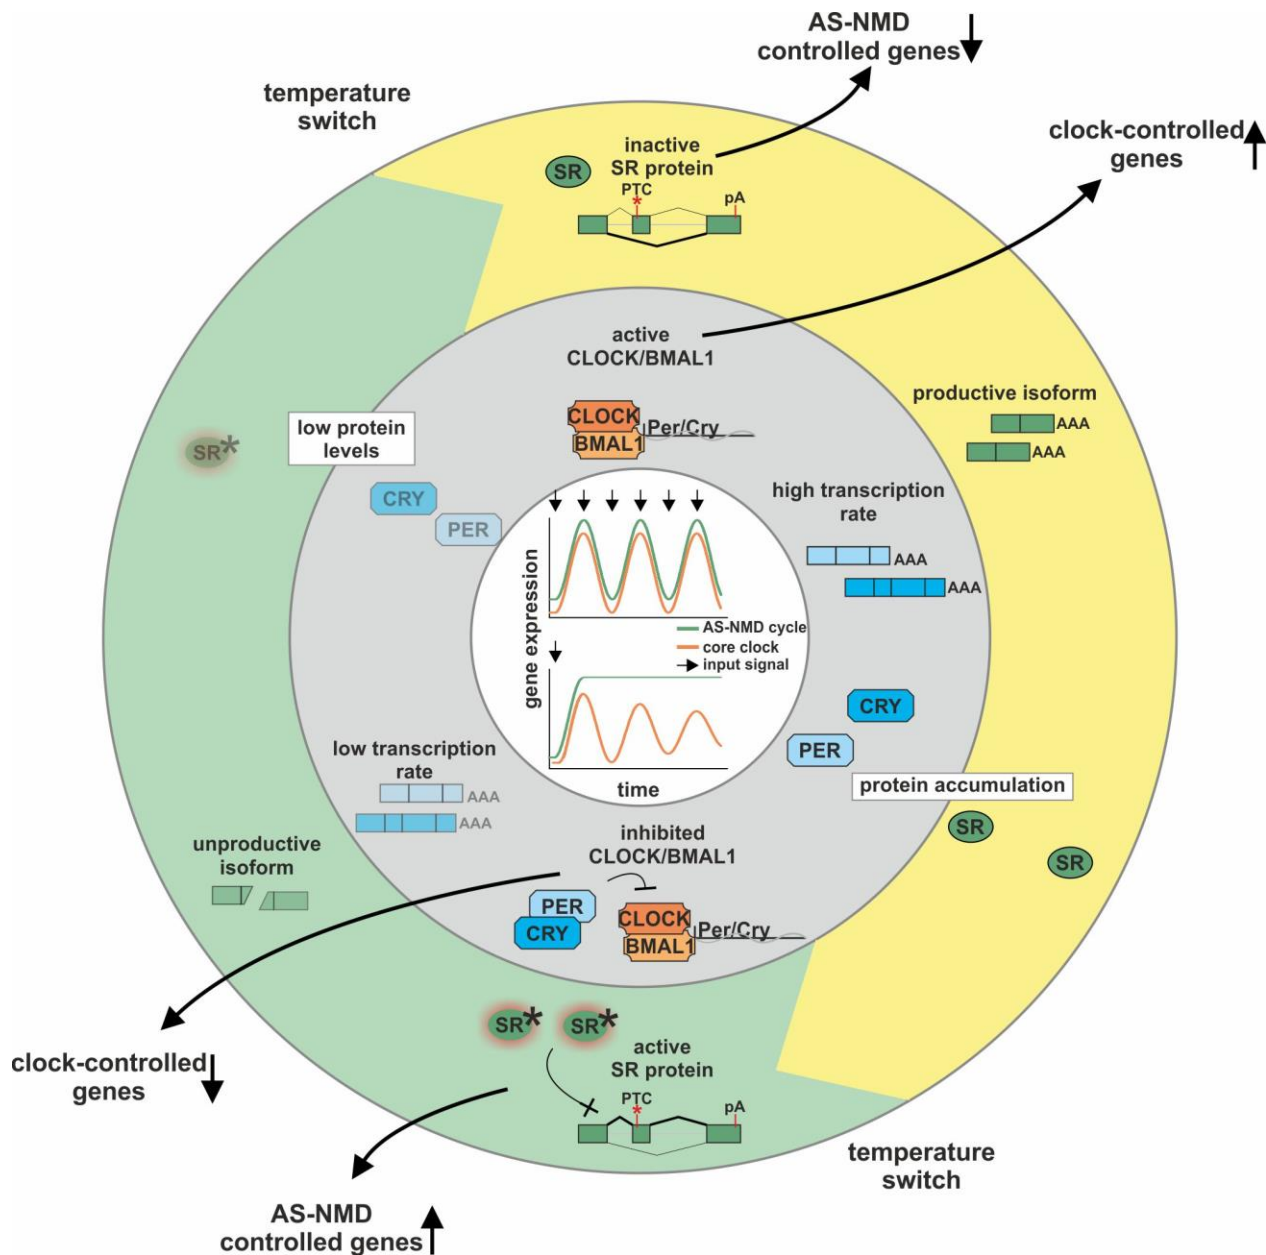 AS-NMD
controlled genes
temperature
switch
clock-controlled
genes
inactive
SR protein
SR
PTC
*
pA
active
CLOCK/BMAL1
productive isoform
AAA
AAA
low protein
levels
SR*
CLOCK
BMAL1
Per/Cry
CRY
PER
high transcription
rate
AAA
AAA
gene expression
AS-NMD cycle
core clock
input signal
time
CRY
PER
protein accumulation
SR
SR
low transcription
rate
AAA
AAA
unproductive
isoform
inhibited
CLOCK/BMAL1
PER
CRY
CLOCK
BMAL1
Per/Cry
SR*
SR*
active
SR protein
PTC
*
pA
clock-controlled
genes
temperature
switch
AS-NMD
controlled genes